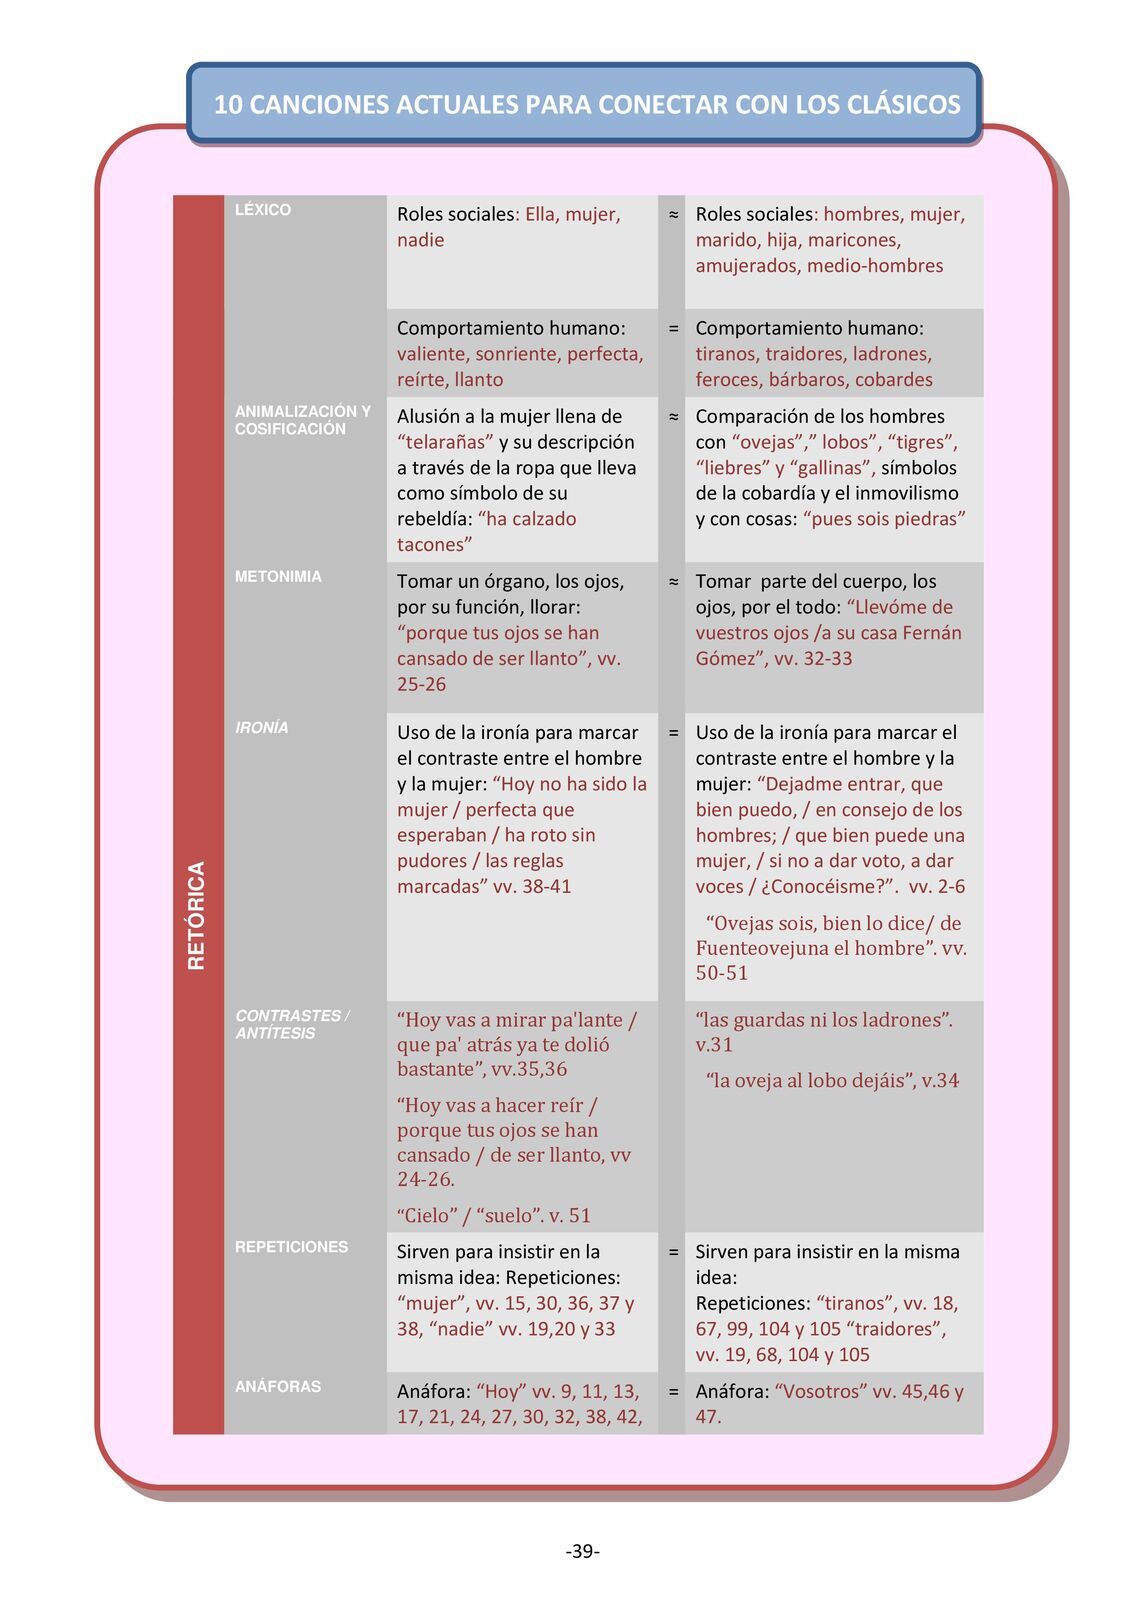 10 CANCIONES ACTUALES PARA CONECTAR CON LOS CLÁSICOS
RETÓRICA
LÉXICO
Roles sociales: Ella, mujer,
nadie
≈
Roles sociales: hombres, mujer,
marido, hija, maricones,
amujerados, medio-hombres
Comportamiento humano:
valiente, sonriente, perfecta,
reírte, llanto
=
Comportamiento humano:
tiranos, traidores, ladrones,
feroces, bárbaros, cobardes
ANIMALIZACIÓN Y
COSIFICACIÓN
Alusión a la mujer llena de
“telarañas” y su descripción
a través de la ropa que lleva
como símbolo de su
rebeldía: “ha calzado
tacones”
≈
Comparación de los hombres
con “ovejas”,” lobos”, “tigres”,
“liebres” y “gallinas”, símbolos
de la cobardía y el inmovilismo
y con cosas: “pues sois piedras”
METONIMIA
Tomar un órgano, los ojos,
por su función, llorar:
“porque tus ojos se han
cansado de ser llanto”, vv.
25-26
≈
Tomar  parte del cuerpo, los
ojos, por el todo: “Llevóme de
vuestros ojos /a su casa Fernán
Gómez”, vv. 32-33
IRONÍA
Uso de la ironía para marcar
el contraste entre el hombre
y la mujer: “Hoy no ha sido la
mujer / perfecta que
esperaban / ha roto sin
pudores / las reglas
marcadas” vv. 38-41
=
Uso de la ironía para marcar el
contraste entre el hombre y la
mujer: “Dejadme entrar, que
bien puedo, / en consejo de los
hombres; / que bien puede una
mujer, / si no a dar voto, a dar
voces / ¿Conocéisme?”.  vv. 2-6
“Ovejas sois, bien lo dice/ de
Fuenteovejuna el hombre”. vv.
50-51
CONTRASTES /
ANTÍTESIS
“Hoy vas a mirar pa'lante /
que pa' atrás ya te dolió
bastante”, vv.35,36
“Hoy vas a hacer reír /
porque tus ojos se han
cansado / de ser llanto, vv
24-26.
“Cielo” / “suelo”. v. 51
“las guardas ni los ladrones”.
v.31
“la oveja al lobo dejáis”, v.34
REPETICIONES
Sirven para insistir en la
misma idea: Repeticiones:
“mujer”, vv. 15, 30, 36, 37 y
38, “nadie” vv. 19,20 y 33
=
Sirven para insistir en la misma
idea:
Repeticiones: “tiranos”, vv. 18,
67, 99, 104 y 105 “traidores”,
vv. 19, 68, 104 y 105
ANÁFORAS
Anáfora: “Hoy” vv. 9, 11, 13,
17, 21, 24, 27, 30, 32, 38, 42,
=
Anáfora: “Vosotros” vv. 45,46 y
47.
-39-